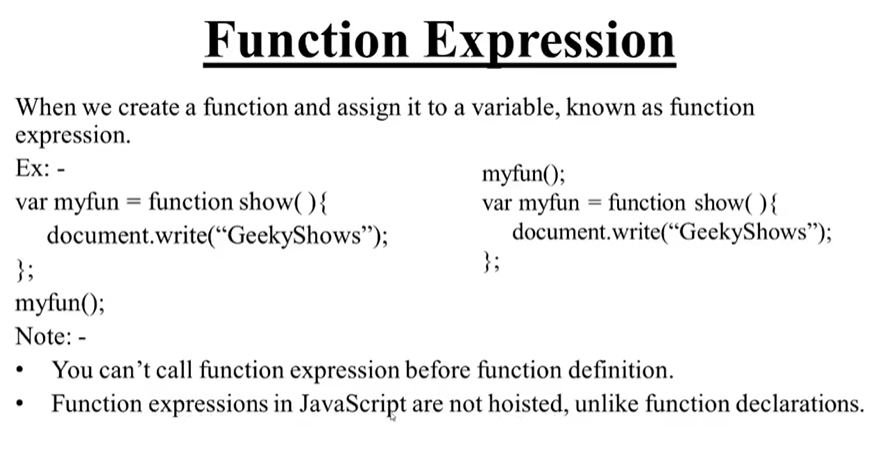 Function Expression
When we create a function and assign it to a variable, known as function
expression.
Ex: -
var myfun = function show( ){
document.write(“GeekyShows”);
};
myfun();
myfun();
var myfun = function show( ){
document.write(“GeekyShows”);
};
Note: -
• You can’t call function expression before function definition.
• Function expressions in JavaScript are not hoisted, unlike function declarations.